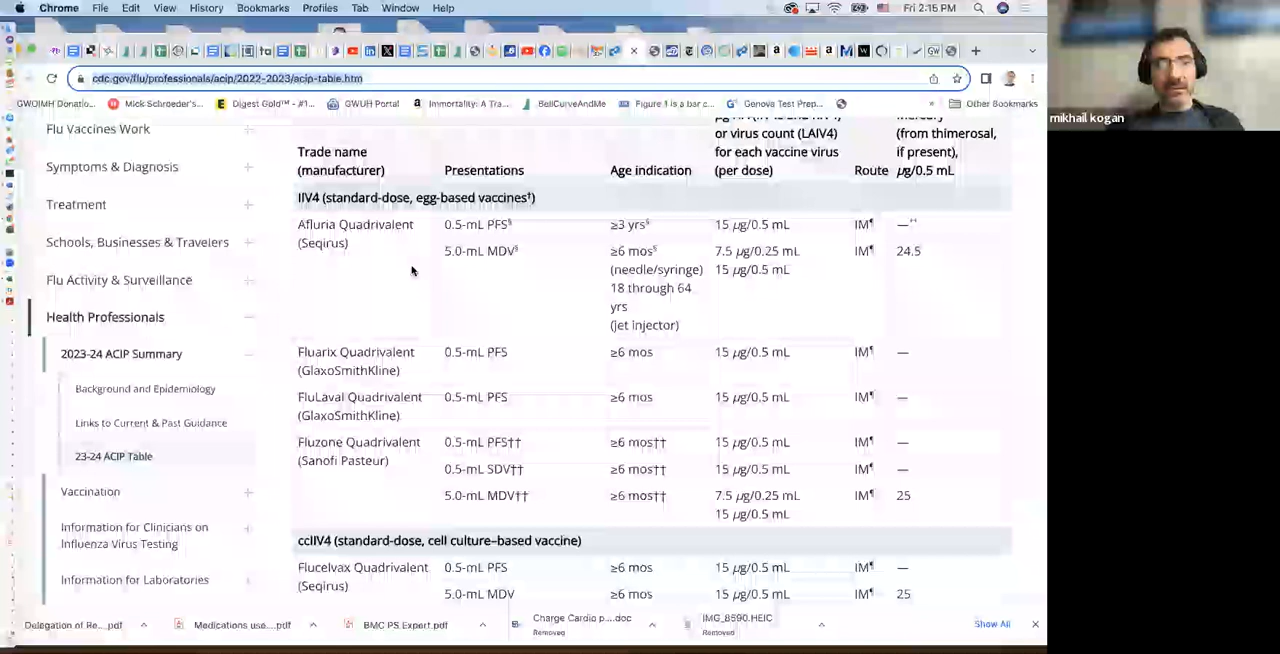 Chrome File Edit View History Bookmarks Profiles Tab Window Help Fri 2:15 PM
cdc.gov/flu/professionals/acip/2022-2023/acip-table.htm
GWOIMH Donatio... Mick Schroeder's... Digest Gold™ - #1... GWUH Portal Immortality: A Tra... BellCurveAndMe Figure 1 is a bar c... Genova Test Prep... » Other Bookmarks
mikhail kogan
Flu Vaccines Work
Symptoms & Diagnosis
Treatment
Schools, Businesses & Travelers
Flu Activity & Surveillance
Health Professionals
2023-24 ACIP Summary
Background and Epidemiology
Links to Current & Past Guidance
23-24 ACIP Table
Vaccination
Information for Clinicians on
Influenza Virus Testing
Information for Laboratories
or virus count (LAIV4) (from thimerosal,
Trade name for each vaccine virus if present),
(manufacturer) Presentations Age indication (per dose) Route µg/0.5 mL
IIV4 (standard-dose, egg-based vaccines†)
Afluria Quadrivalent 0.5-mL PFS§ ≥3 yrs§ 15 µg/0.5 mL IM¶ —**
(Seqirus)
5.0-mL MDV§ ≥6 mos§ 7.5 µg/0.25 mL IM¶ 24.5
(needle/syringe) 15 µg/0.5 mL
18 through 64
yrs
(jet injector)
Fluarix Quadrivalent 0.5-mL PFS ≥6 mos 15 µg/0.5 mL IM¶ —
(GlaxoSmithKline)
FluLaval Quadrivalent 0.5-mL PFS ≥6 mos 15 µg/0.5 mL IM¶ —
(GlaxoSmithKline)
Fluzone Quadrivalent 0.5-mL PFS†† ≥6 mos†† 15 µg/0.5 mL IM¶ —
(Sanofi Pasteur)
0.5-mL SDV†† ≥6 mos†† 15 µg/0.5 mL IM¶ —
5.0-mL MDV†† ≥6 mos†† 7.5 µg/0.25 mL IM¶ 25
15 µg/0.5 mL
ccIIV4 (standard-dose, cell culture–based vaccine)
Flucelvax Quadrivalent 0.5-mL PFS ≥6 mos 15 µg/0.5 mL IM¶ —
(Seqirus)
5.0-mL MDV ≥6 mos 15 µg/0.5 mL IM¶ 25
Delegation of Re....pdf Medications use....pdf BMC PS Expert.pdf Charge Cardio p....doc IMG_8590.HEIC Show All
Removed Removed